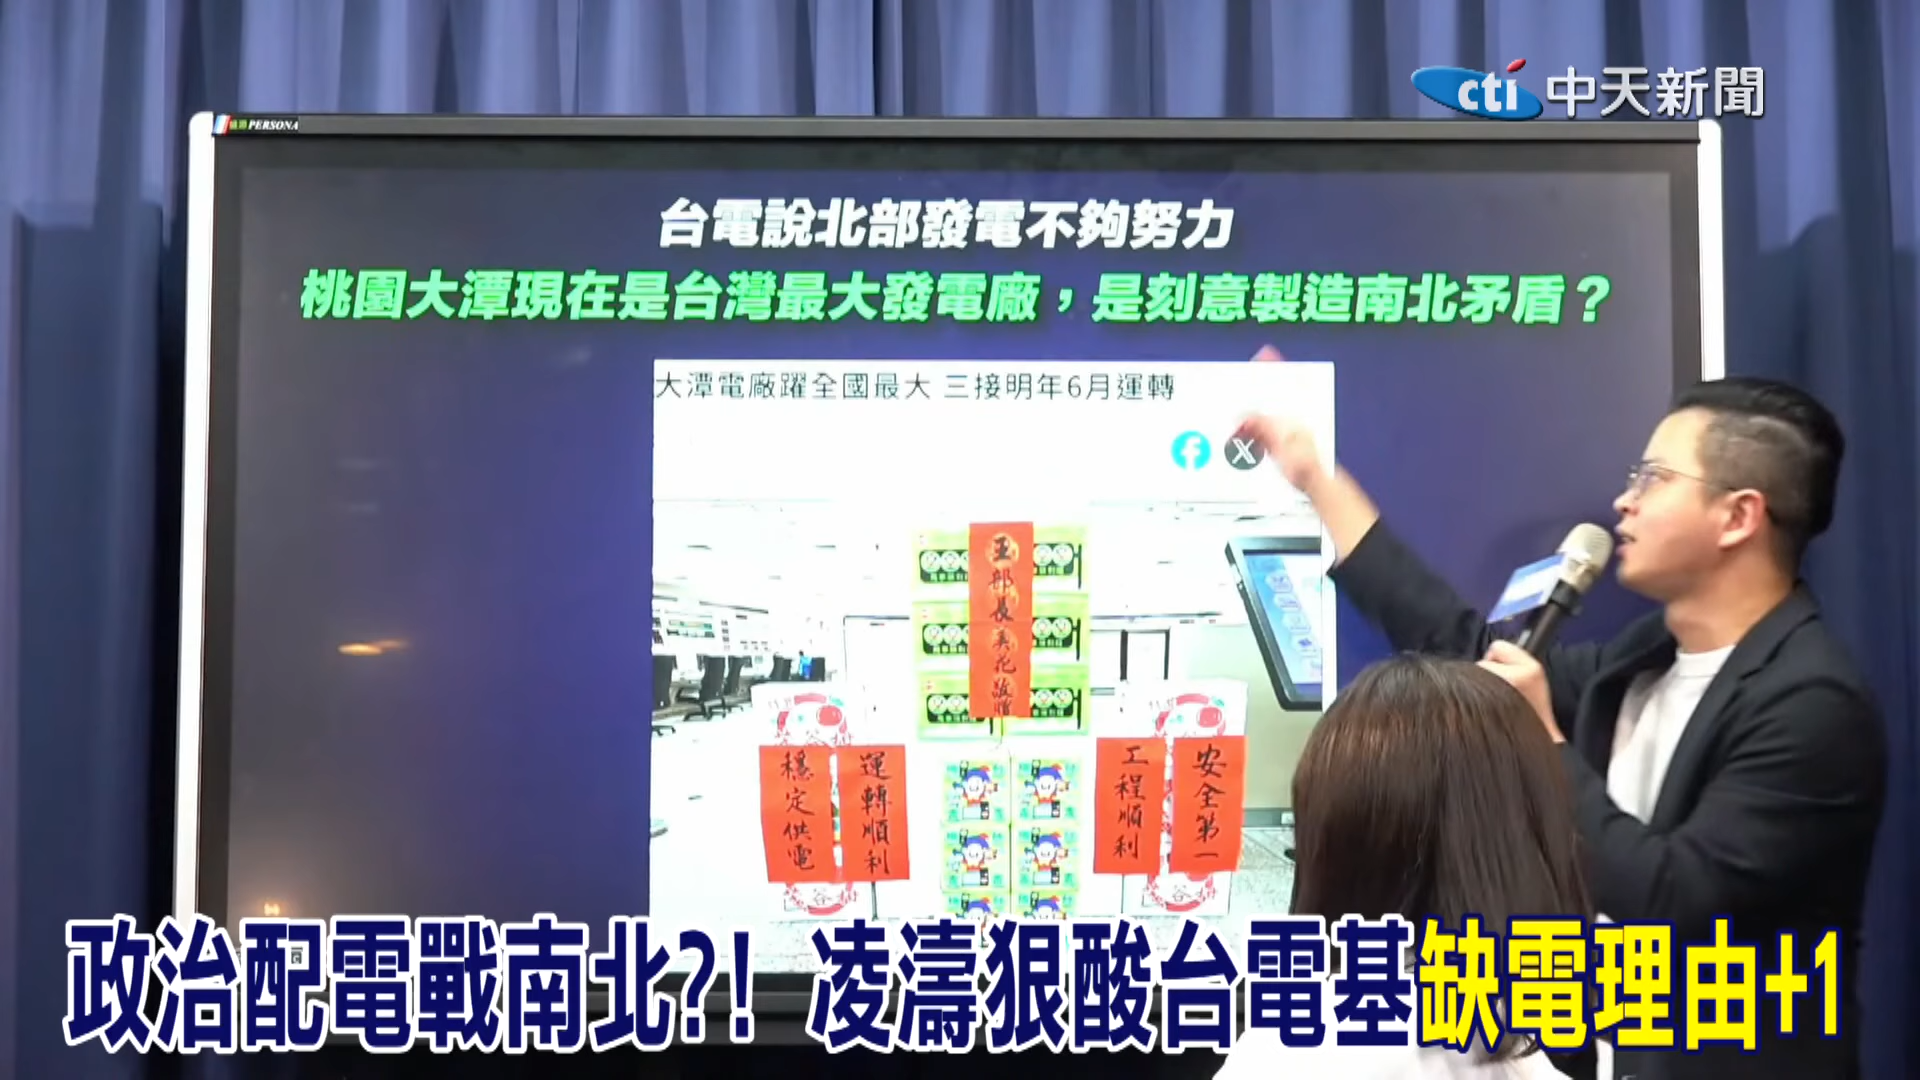 cti 中天新聞
PERSONA
台電說北部發電不夠努力
桃園大潭現在是台灣最大發電廠，是刻意製造南北矛盾？
大潭電廠躍全國最大 三接明年6月運轉
王部長美花敬贈
穩定供電
運轉順利
工程順利
安全第一
政治配電戰南北?! 凌濤狠酸台電基缺電理由+1